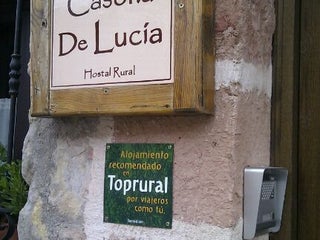 Casona
De Lucía
Hostal Rural
Alojamiento
recomendado
en
Toprural
por viajeros
como tú.